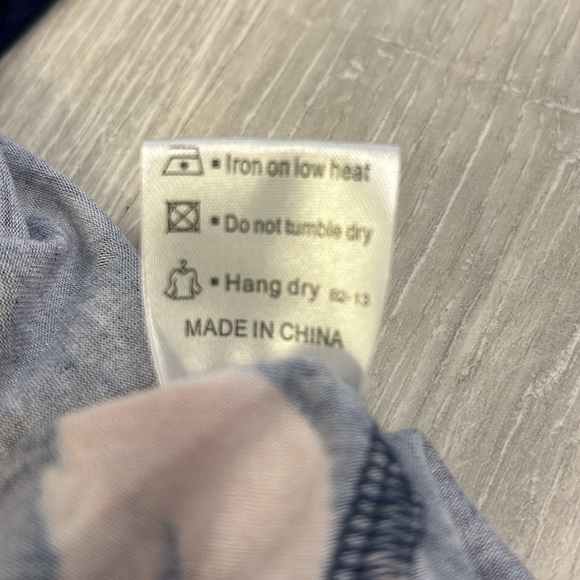 ▪ Iron on low heat
▪ Do not tumble dry
▪ Hang dry 82-13
MADE IN CHINA